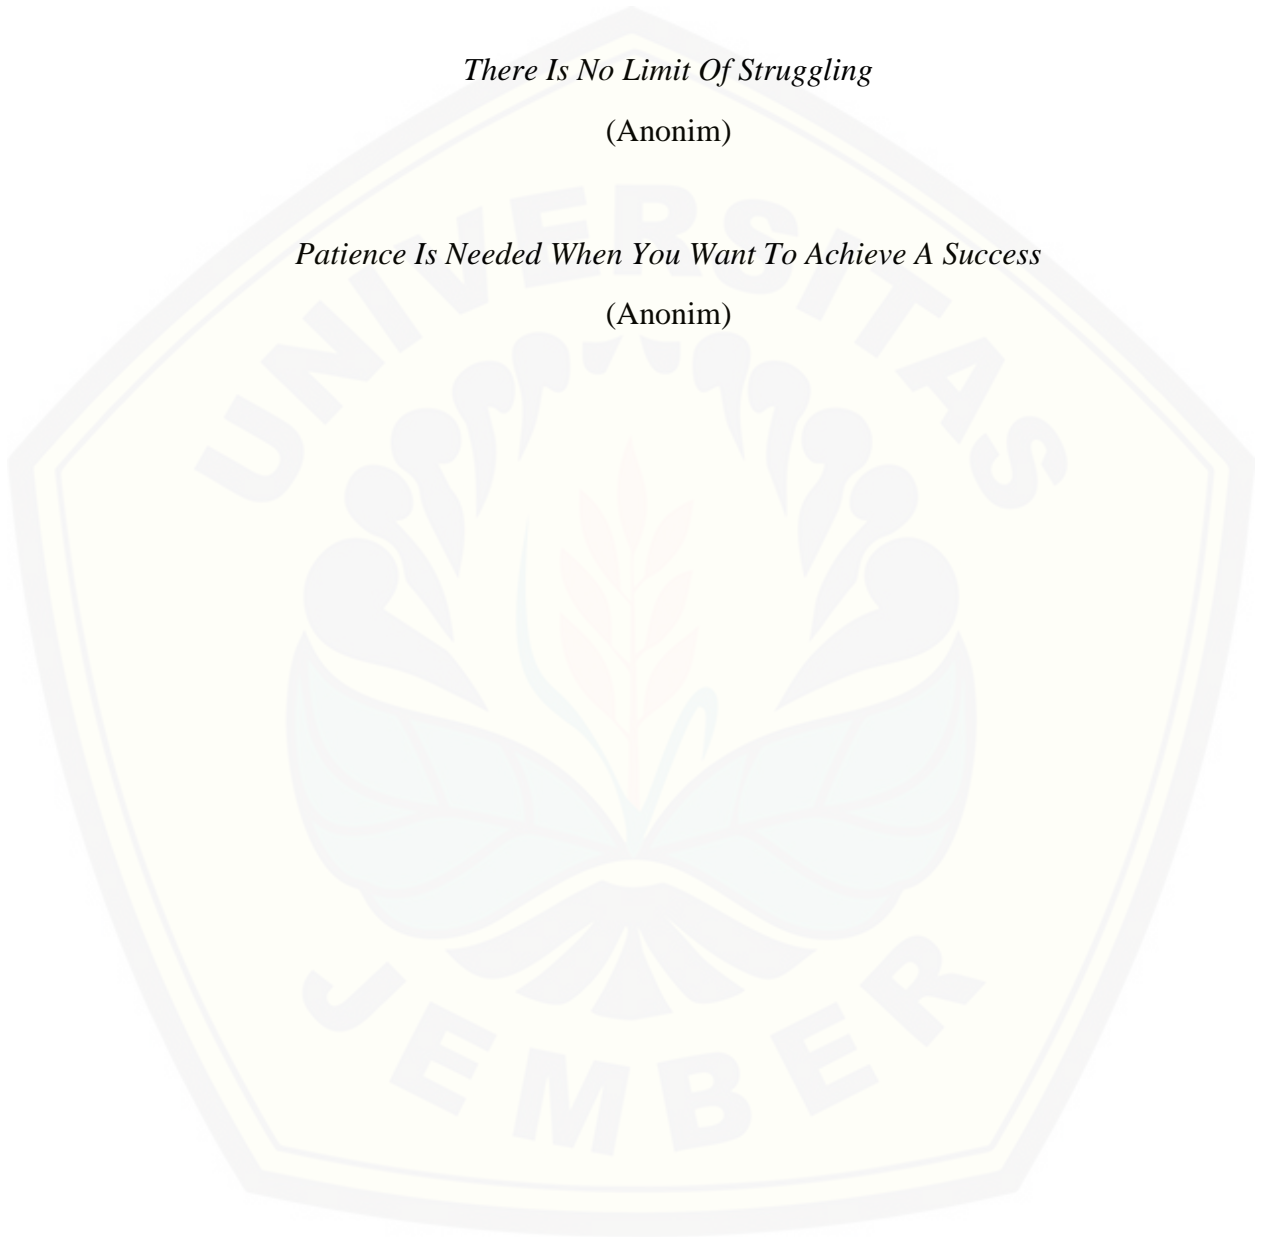 There Is No Limit Of Struggling
(Anonim)
Patience Is Needed When You Want To Achieve A Success
(Anonim)
UNIVERSITAS
JEMBER